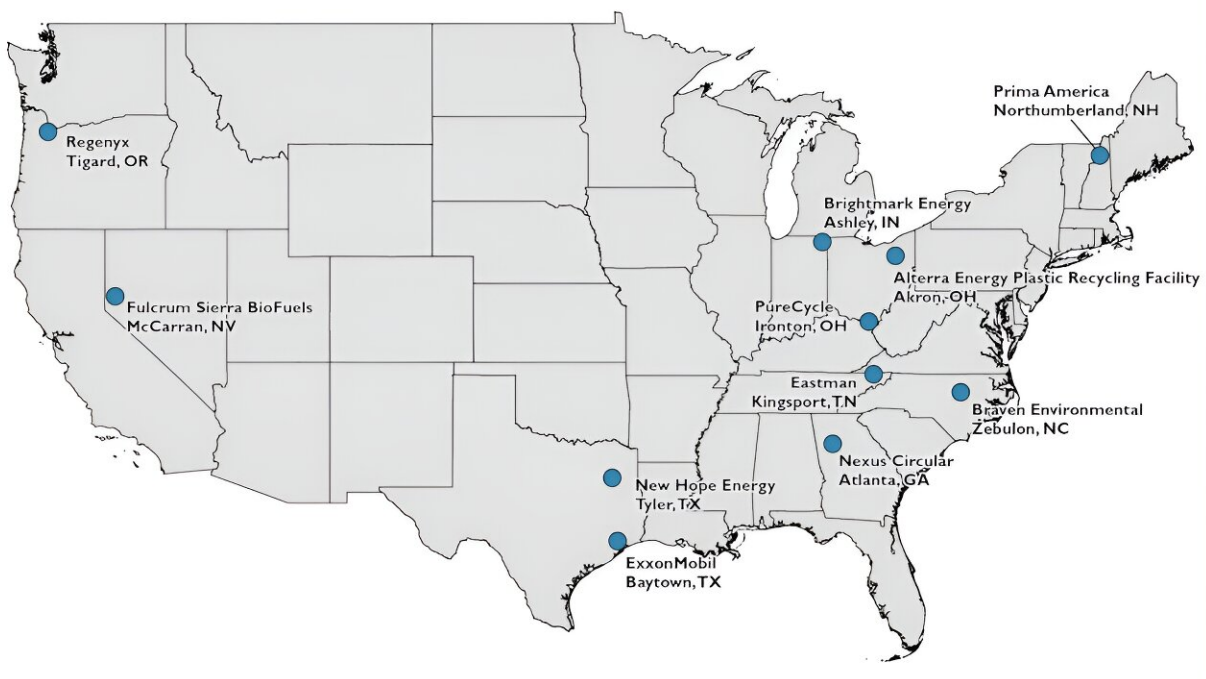 Prima America
Northumberland, NH
Regenyx
Tigard, OR
Brightmark Energy
Ashley, IN
Alterra Energy Plastic Recycling Facility
Akron, OH
Fulcrum Sierra BioFuels
McCarran, NV
PureCycle
Ironton, OH
Eastman
Kingsport, TN
Braven Environmental
Zebulon, NC
Nexus Circular
Atlanta, GA
New Hope Energy
Tyler, TX
ExxonMobil
Baytown, TX